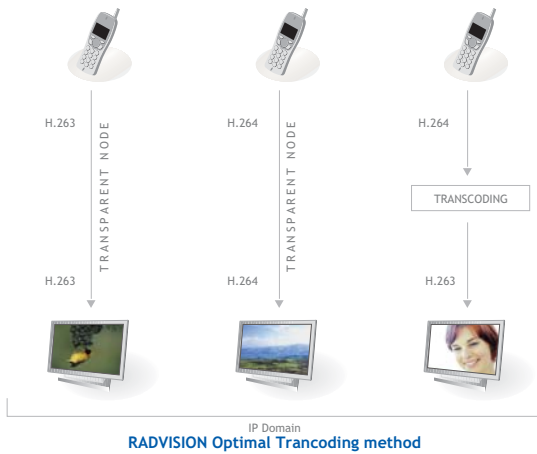 H.263
TRANSPARENT NODE
H.263
H.264
TRANSPARENT NODE
H.264
H.264
TRANSCODING
H.263
IP Domain
RADVISION Optimal Trancoding method